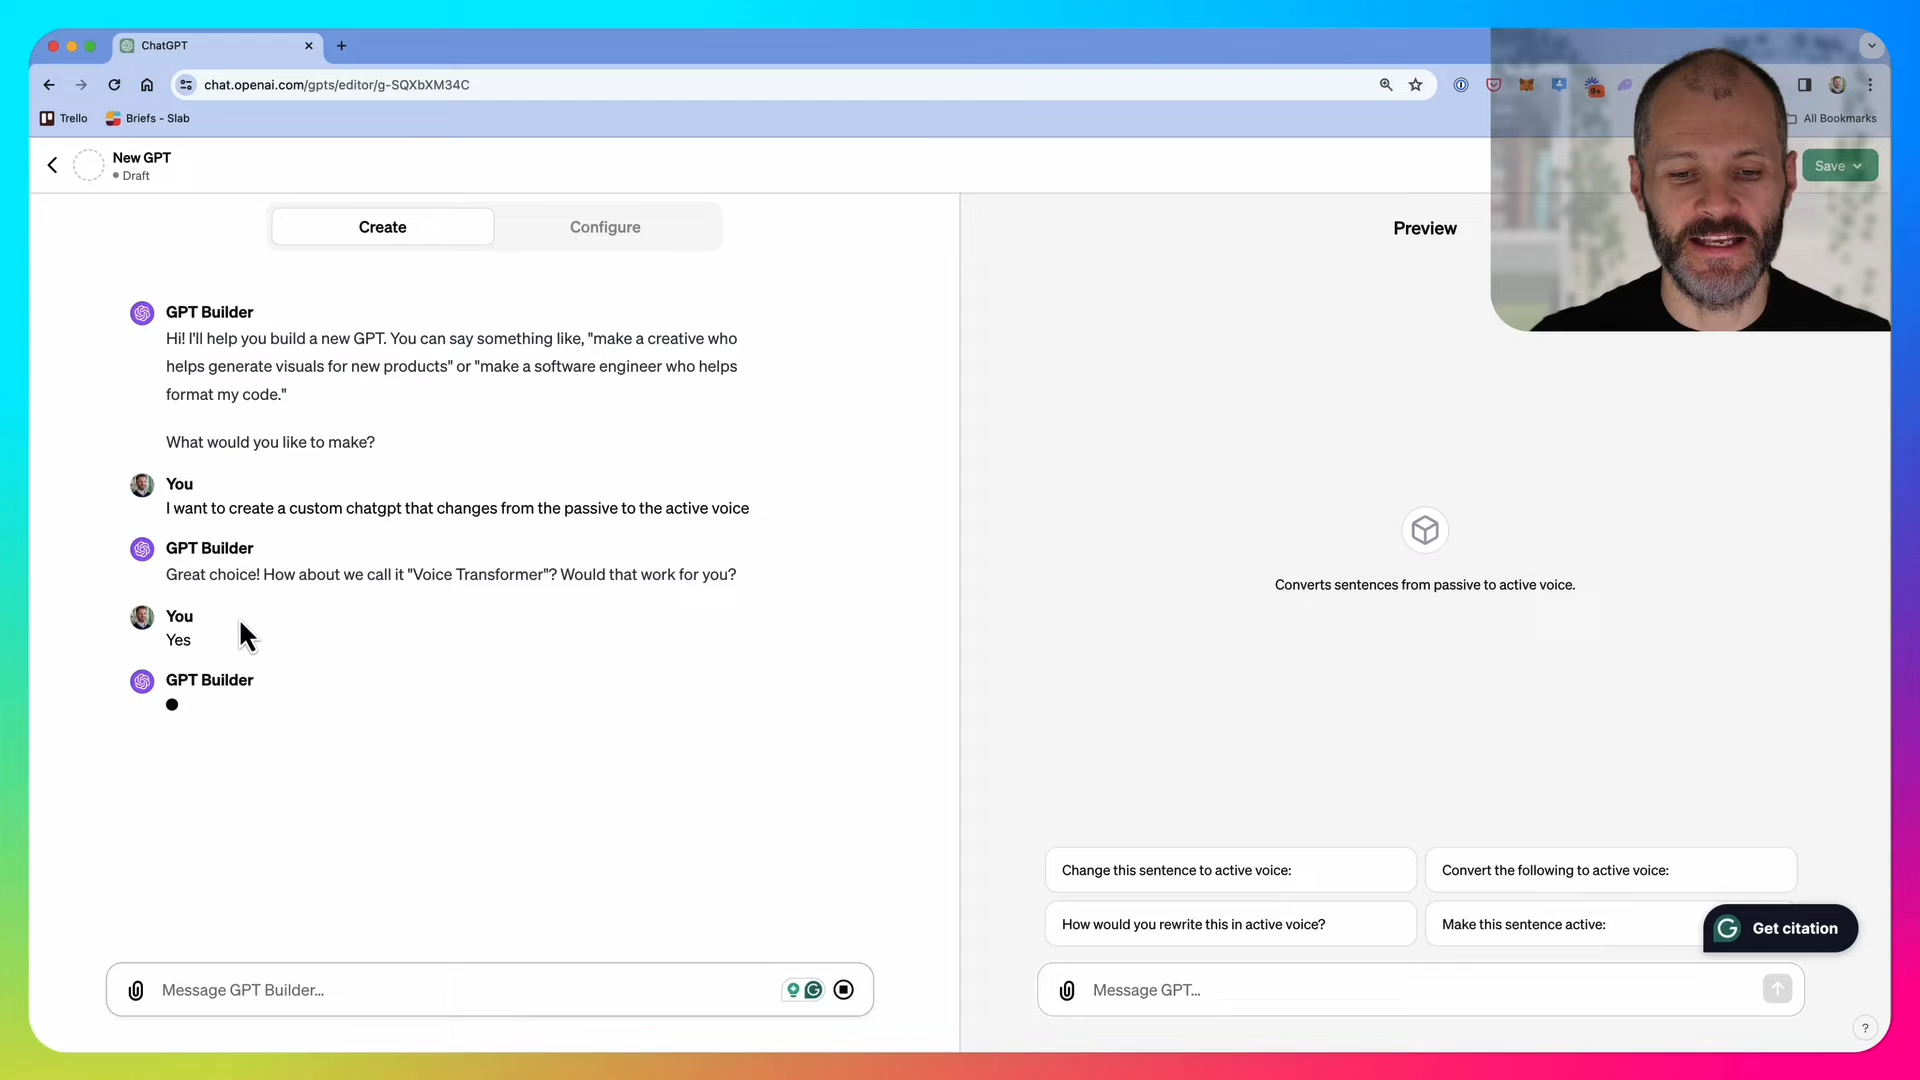 ChatGPT
chat.openai.com/gpts/editor/g-SQXbXM34C
9+
Trello
Briefs - Slab
All Bookmarks
New GPT
Draft
Save
Create
Configure
Preview
GPT Builder
Hi! I'll help you build a new GPT. You can say something like, "make a creative who
helps generate visuals for new products" or "make a software engineer who helps
format my code."
What would you like to make?
You
I want to create a custom chatgpt that changes from the passive to the active voice
GPT Builder
Great choice! How about we call it "Voice Transformer"? Would that work for you?
You
Yes
GPT Builder
Converts sentences from passive to active voice.
Change this sentence to active voice:
Convert the following to active voice:
How would you rewrite this in active voice?
Make this sentence active:
Get citation
Message GPT Builder...
Message GPT...
?